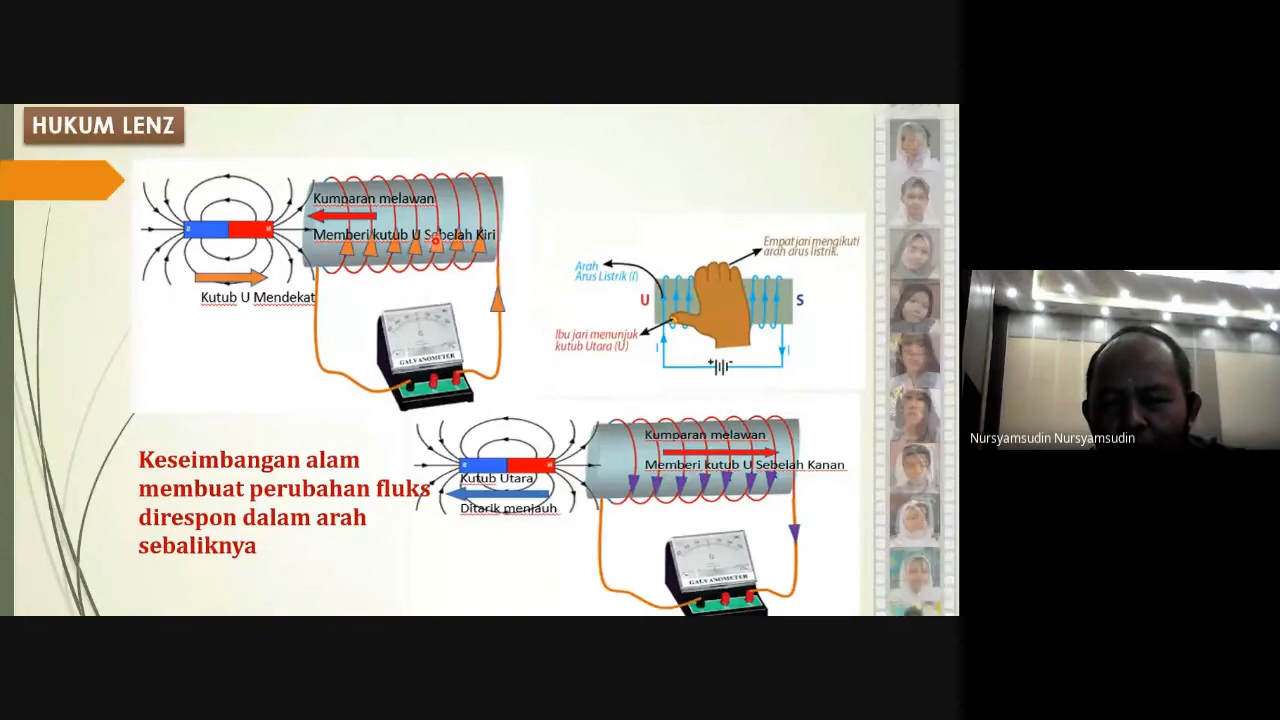 HUKUM LENZ
Kumparan melawan
Memberi kutub U Sebelah Kiri
Kutub U Mendekat
GALVANOMETER
Empat jari mengikuti
arah arus listrik.
Arah
Arus Listrik (I)
U
S
Ibu jari menunjuk
kutub Utara (U)
I
I
+
-
Keseimbangan alam
membuat perubahan fluks
direspon dalam arah
sebaliknya
Kumparan melawan
Memberi kutub U Sebelah Kanan
Kutub Utara
Ditarik menjauh
GALVANOMETER
Nursyamsudin Nursyamsudin